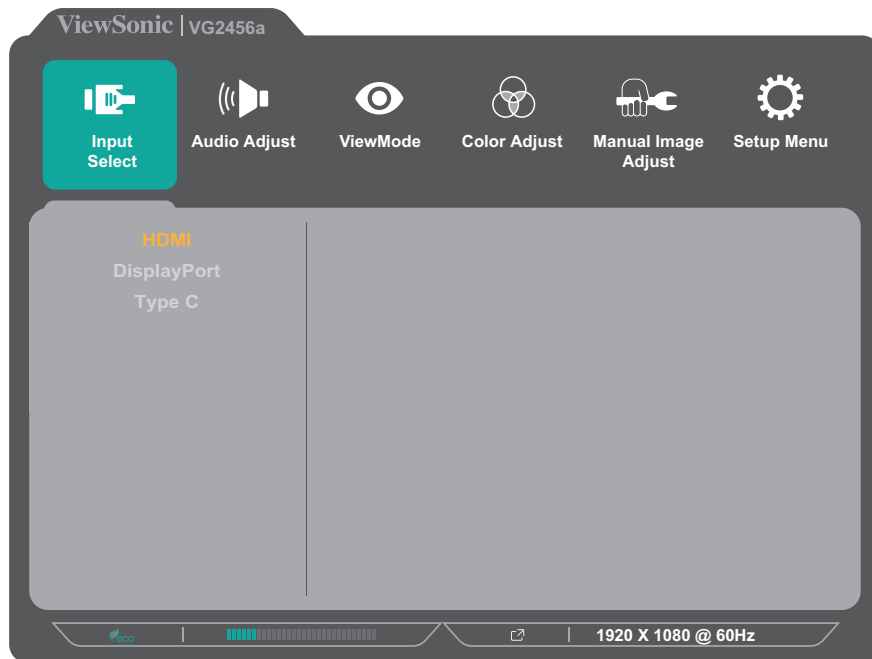 ViewSonic | VG2456a
Input
Select
Audio Adjust
ViewMode
Color Adjust
Manual Image
Adjust
Setup Menu
HDMI
DisplayPort
Type C
eco
1920 X 1080 @ 60Hz